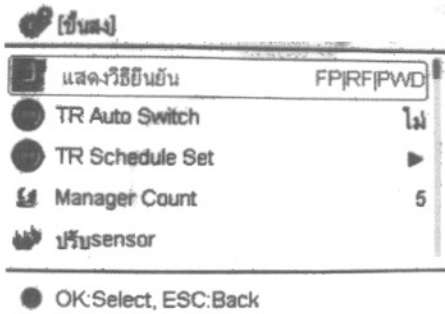 [ขั้นสูง]
แสดงวิธียืนยัน FP|RF|PWD
TR Auto Switch ไม่
TR Schedule Set
Manager Count 5
ปรับsensor
OK:Select, ESC:Back